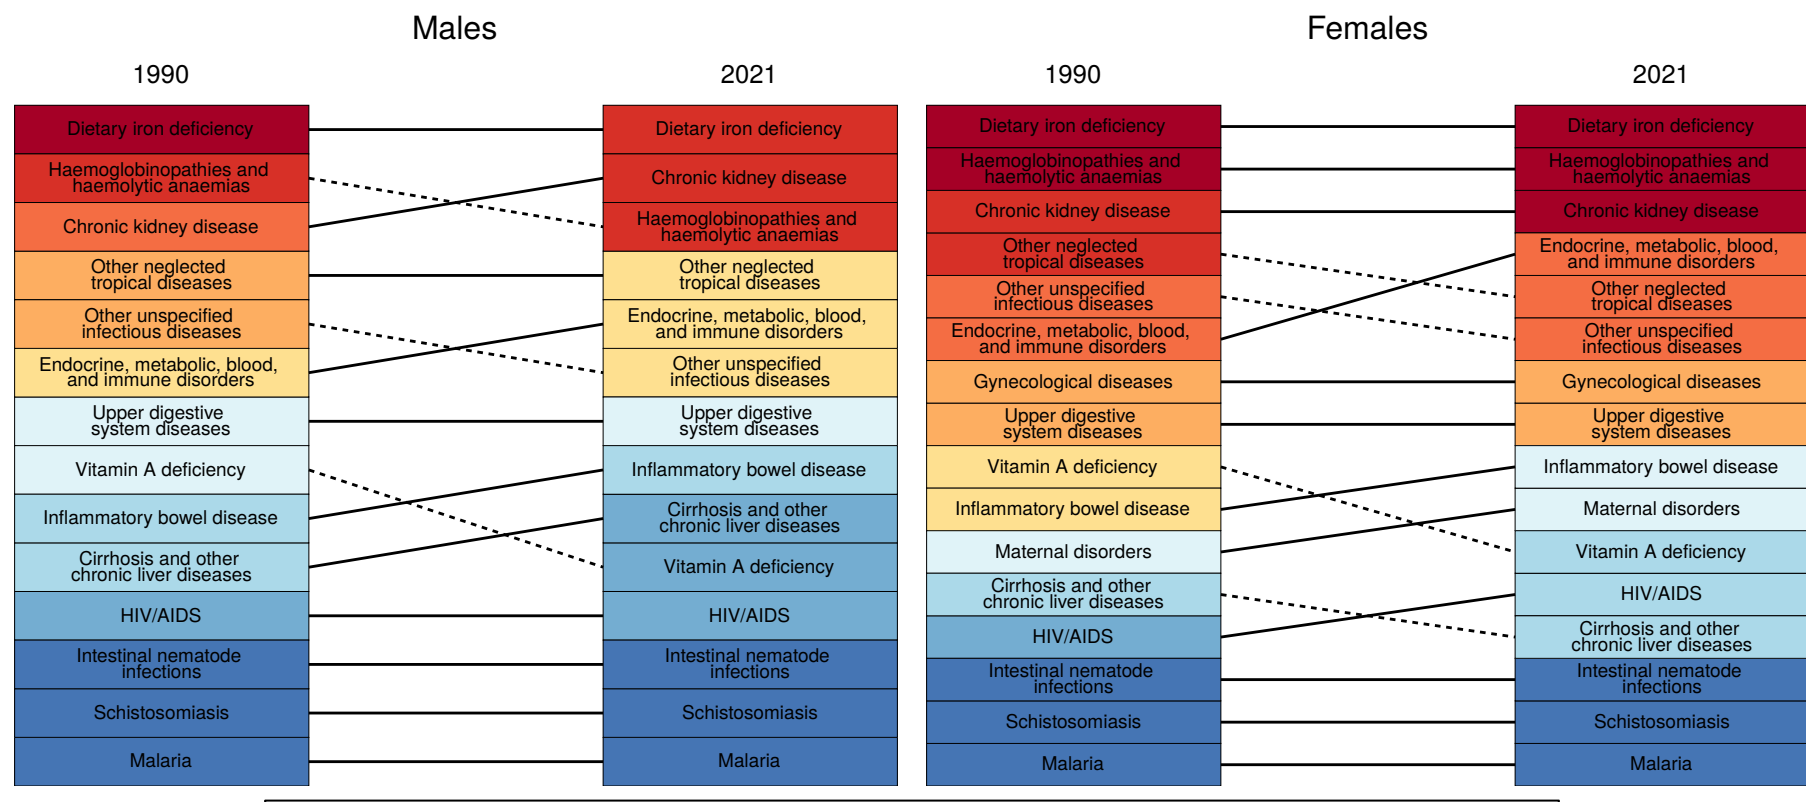 Males
1990
2021
Dietary iron deficiency
Haemoglobinopathies and
haemolytic anaemias
Chronic kidney disease
Other neglected
tropical diseases
Other unspecified
infectious diseases
Endocrine, metabolic, blood,
and immune disorders
Upper digestive
system diseases
Vitamin A deficiency
Inflammatory bowel disease
Cirrhosis and other
chronic liver diseases
HIV/AIDS
Intestinal nematode
infections
Schistosomiasis
Malaria
Dietary iron deficiency
Chronic kidney disease
Haemoglobinopathies and
haemolytic anaemias
Other neglected
tropical diseases
Endocrine, metabolic, blood,
and immune disorders
Other unspecified
infectious diseases
Upper digestive
system diseases
Inflammatory bowel disease
Cirrhosis and other
chronic liver diseases
Vitamin A deficiency
HIV/AIDS
Intestinal nematode
infections
Schistosomiasis
Malaria
Females
1990
2021
Dietary iron deficiency
Haemoglobinopathies and
haemolytic anaemias
Chronic kidney disease
Other neglected
tropical diseases
Other unspecified
infectious diseases
Endocrine, metabolic, blood,
and immune disorders
Gynecological diseases
Upper digestive
system diseases
Vitamin A deficiency
Inflammatory bowel disease
Maternal disorders
Cirrhosis and other
chronic liver diseases
HIV/AIDS
Intestinal nematode
infections
Schistosomiasis
Malaria
Dietary iron deficiency
Haemoglobinopathies and
haemolytic anaemias
Chronic kidney disease
Endocrine, metabolic, blood,
and immune disorders
Other neglected
tropical diseases
Other unspecified
infectious diseases
Gynecological diseases
Upper digestive
system diseases
Inflammatory bowel disease
Maternal disorders
Vitamin A deficiency
HIV/AIDS
Cirrhosis and other
chronic liver diseases
Intestinal nematode
infections
Schistosomiasis
Malaria